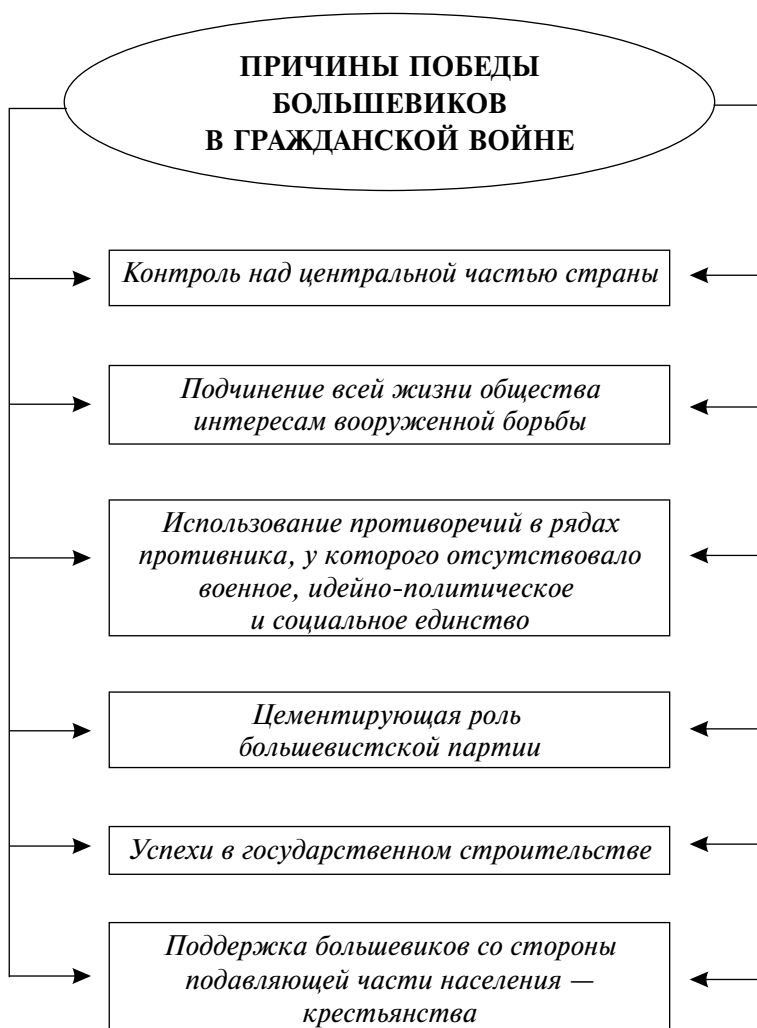 ПРИЧИНЫ ПОБЕДЫ
БОЛЬШЕВИКОВ
В ГРАЖДАНСКОЙ ВОЙНЕ
Контроль над центральной частью страны
Подчинение всей жизни общества
интересам вооруженной борьбы
Использование противоречий в рядах
противника, у которого отсутствовало
военное, идейно-политическое
и социальное единство
Цементирующая роль
большевистской партии
Успехи в государственном строительстве
Поддержка большевиков со стороны
подавляющей части населения —
крестьянства